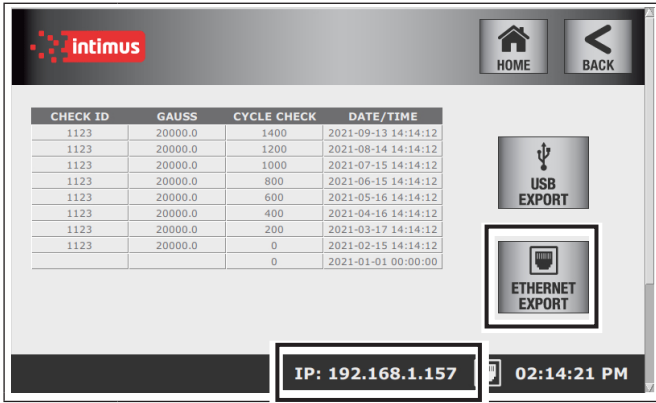 intimus
HOME
BACK
CHECK ID GAUSS CYCLE CHECK DATE/TIME
1123 20000.0 1400 2021-09-13 14:14:12
1123 20000.0 1200 2021-08-14 14:14:12
1123 20000.0 1000 2021-07-15 14:14:12
1123 20000.0 800 2021-06-15 14:14:12
1123 20000.0 600 2021-05-16 14:14:12
1123 20000.0 400 2021-04-16 14:14:12
1123 20000.0 200 2021-03-17 14:14:12
1123 20000.0 0 2021-02-15 14:14:12
0 2021-01-01 00:00:00
USB
EXPORT
ETHERNET
EXPORT
IP: 192.168.1.157
02:14:21 PM